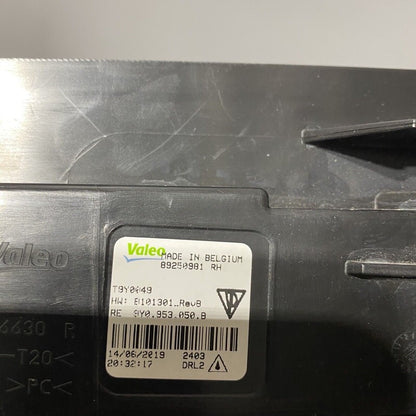 Valeo
MADE IN BELGIUM
89250981 RH
T9Y0049
HW: B101301_RevB
RE 9Y0.953.050.B
14/06/2019 2403
20:32:17 DRL2
Valeo
6630 R
T20<
>PC<